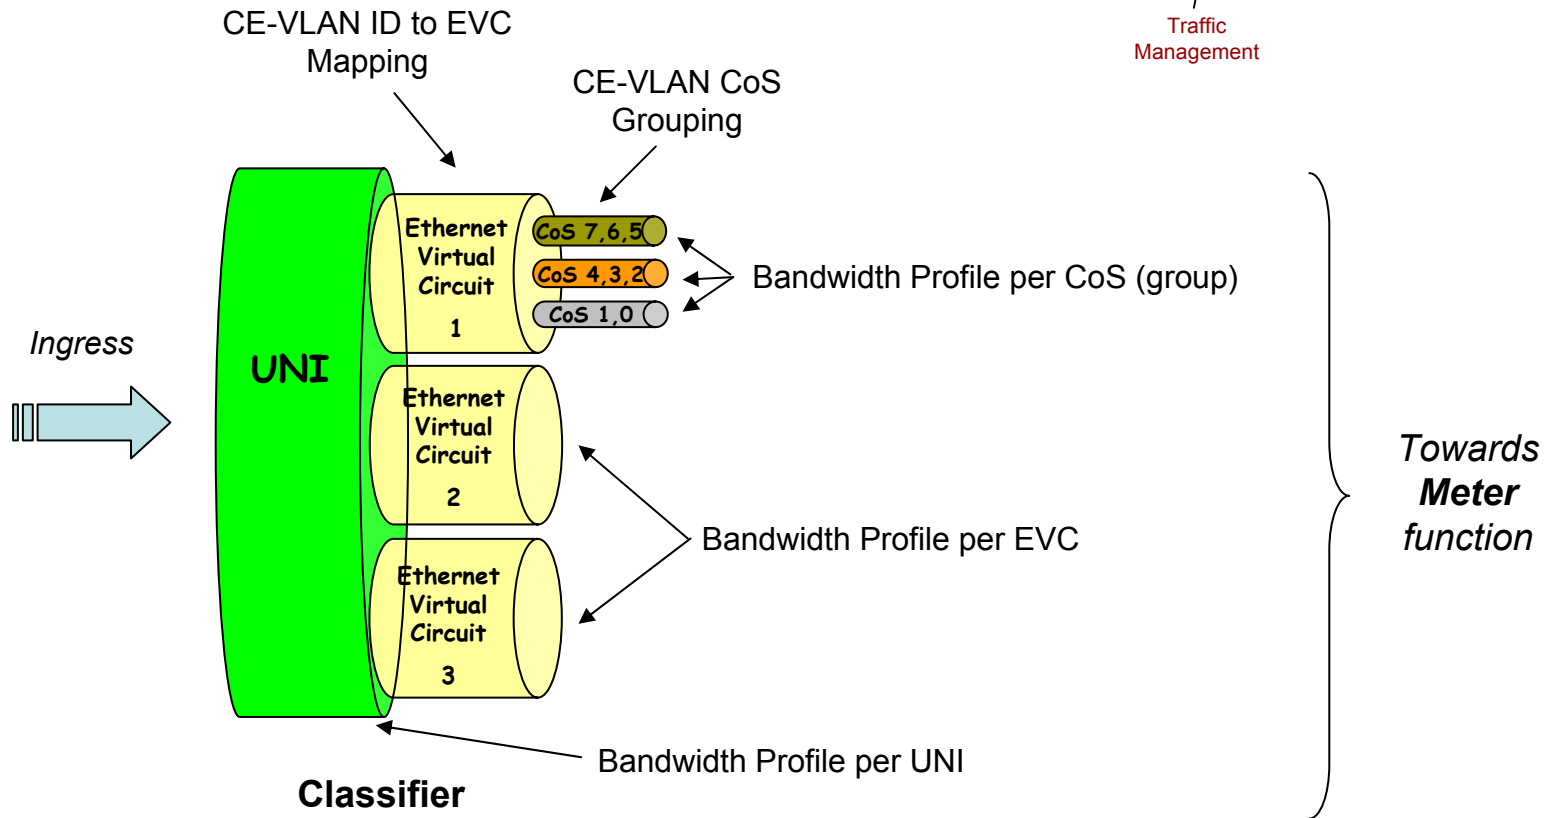 CE-VLAN ID to EVC
Mapping
Traffic
Management
CE-VLAN CoS
Grouping
Ethernet
Virtual
Circuit
1
CoS 7,6,5
CoS 4,3,2
CoS 1,0
Bandwidth Profile per CoS (group)
Ingress
UNI
Ethernet
Virtual
Circuit
2
Towards
Meter
function
Bandwidth Profile per EVC
Ethernet
Virtual
Circuit
3
Bandwidth Profile per UNI
Classifier